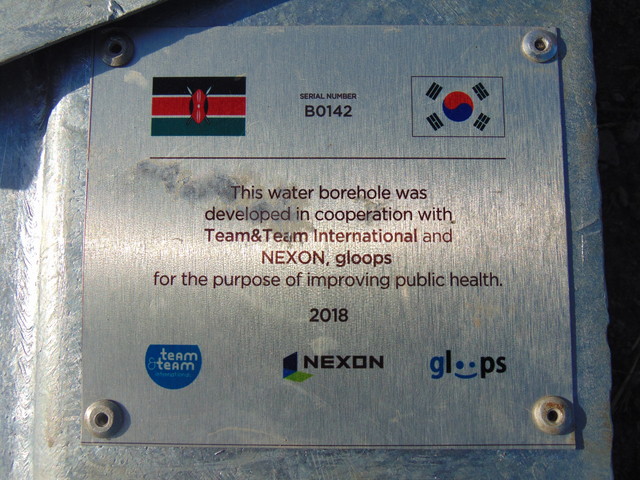 SERIAL NUMBER
B0142
This water borehole was
developed in cooperation with
Team&Team International and
NEXON, gloops
for the purpose of improving public health.
2018
team
&team
international
NEXON
gloops